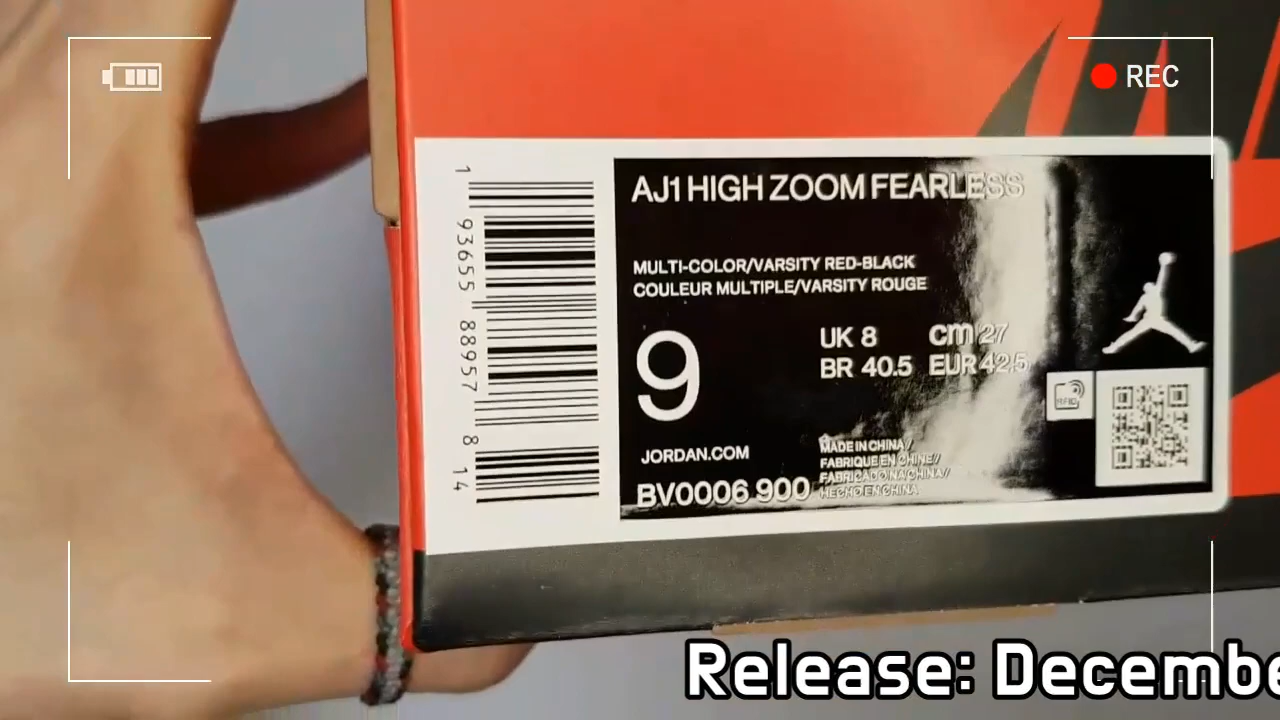 REC
AJ1 HIGH ZOOM FEARLESS
MULTI-COLOR/VARSITY RED-BLACK
COULEUR MULTIPLE/VARSITY ROUGE
9
UK 8 cm 27
BR 40.5 EUR 42,5
JORDAN.COM
MADE IN CHINA /
FABRIQUE EN CHINE//
FABRICADO NA CHINA//
HECHO EN CHINA
BV0006 900
1 93655 88957 8 14
RFID
Release: Decembe